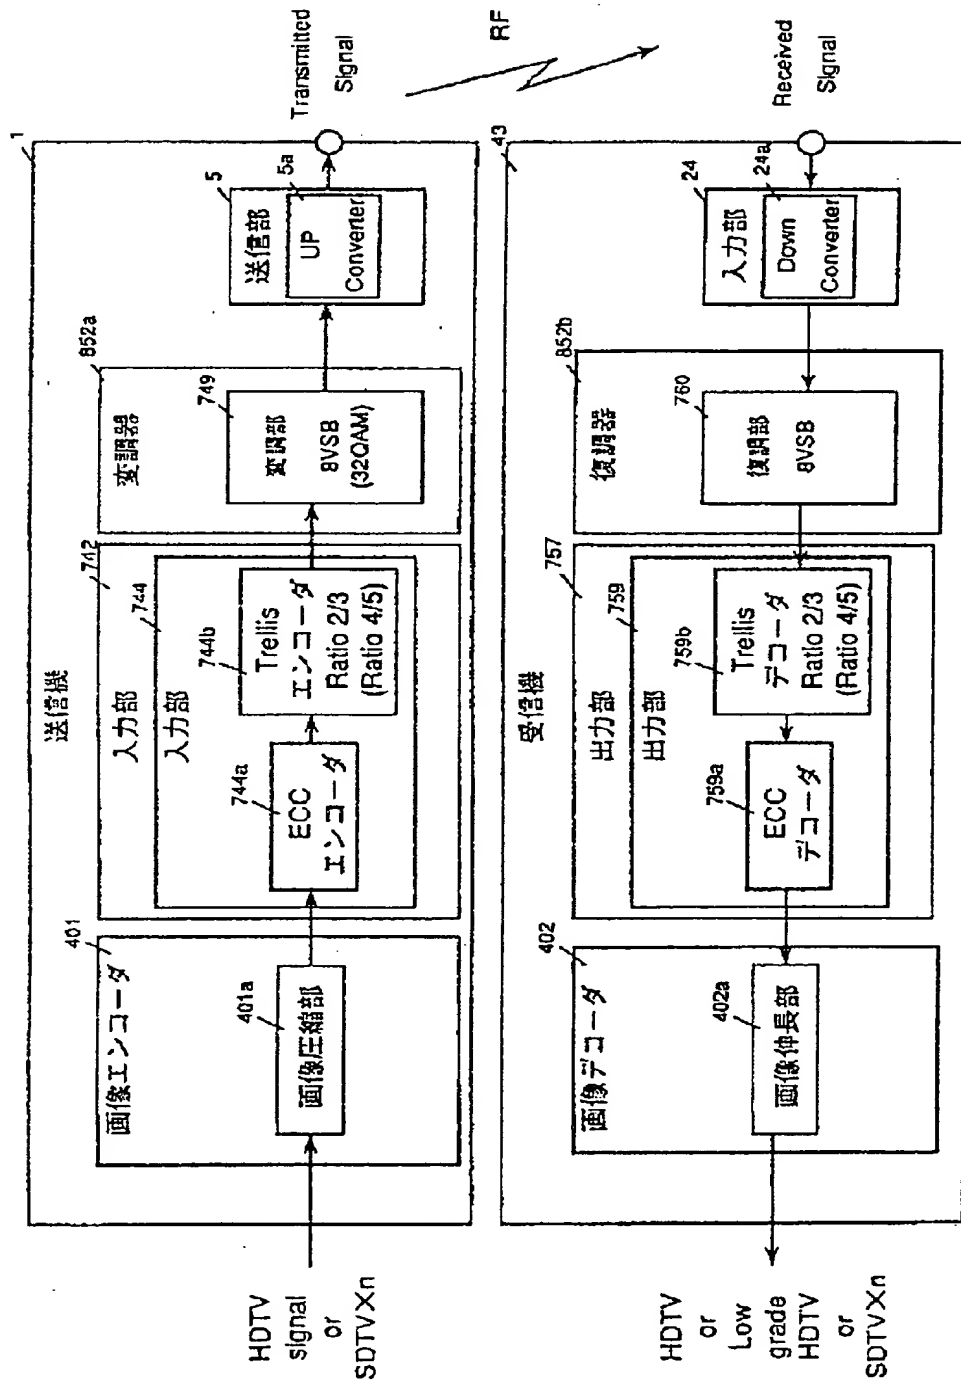 送信機
1
HDTV
signal
or
SDTVXn
画像エンコーダ
401
画像圧縮部
401a
入力部
742
入力部
744
ECC
エンコーダ
744a
Trellis
エンコーダ
Ratio 2/3
(Ratio 4/5)
744b
変調器
852a
変調部
8VSB
(32QAM)
749
送信部
5
UP
Converter
5a
Transmitted
Signal
RF
受信機
43
Received
Signal
入力部
24
Down
Converter
24a
復調器
852b
復調部
8VSB
760
出力部
757
出力部
759
Trellis
デコーダ
Ratio 2/3
(Ratio 4/5)
759b
ECC
デコーダ
759a
画像デコーダ
402
画像伸長部
402a
HDTV
or
Low
grade
HDTV
or
SDTVXn